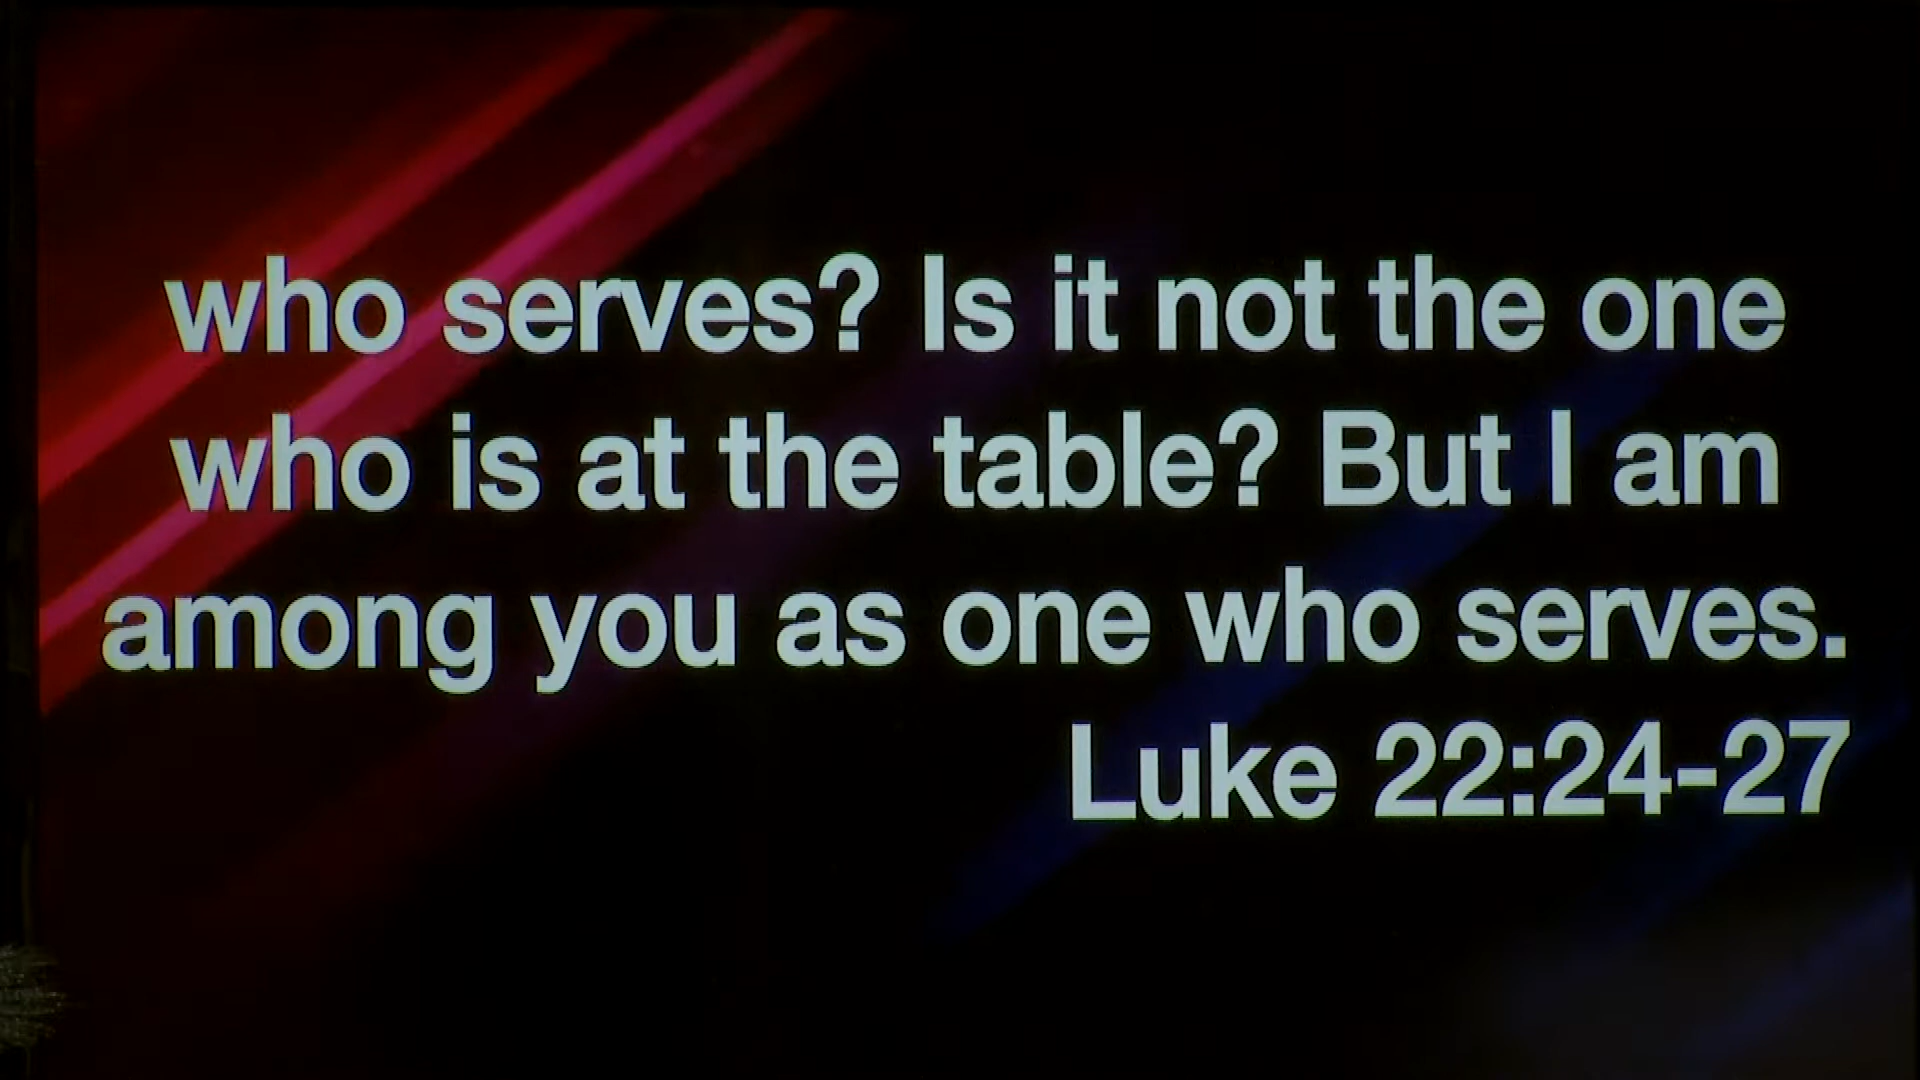 who serves? Is it not the one
who is at the table? But I am
among you as one who serves.
Luke 22:24-27